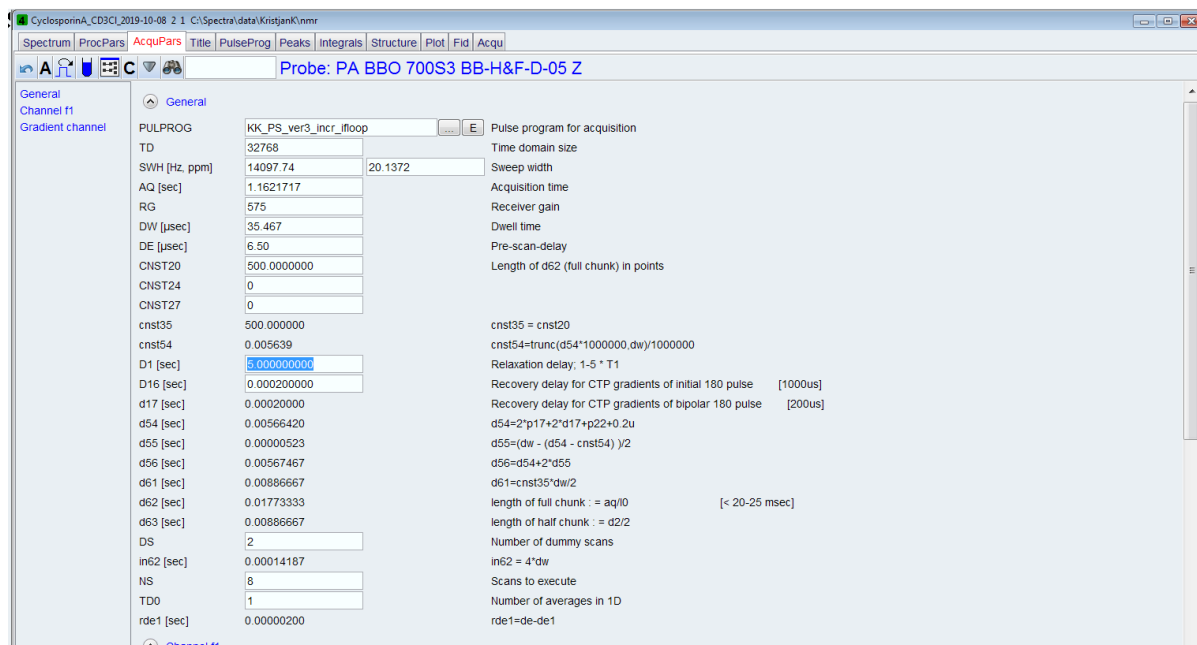 CyclosporinA_CD3Cl_2019-10-08 2 1 C:\Spectra\data\KristjanK\nmr
Spectrum ProcPars AcquPars Title PulseProg Peaks Integrals Structure Plot Fid Acqu
A C Probe: PA BBO 700S3 BB-H&F-D-05 Z
General
Channel f1
Gradient channel
General
PULPROG KK_PS_ver3_incr_ifloop ... E Pulse program for acquisition
TD 32768 Time domain size
SWH [Hz, ppm] 14097.74 20.1372 Sweep width
AQ [sec] 1.1621717 Acquisition time
RG 575 Receiver gain
DW [µsec] 35.467 Dwell time
DE [µsec] 6.50 Pre-scan-delay
CNST20 500.0000000 Length of d62 (full chunk) in points
CNST24 0
CNST27 0
cnst35 500.000000 cnst35 = cnst20
cnst54 0.005639 cnst54=trunc(d54*1000000,dw)/1000000
D1 [sec] 5.000000000 Relaxation delay; 1-5 * T1
D16 [sec] 0.000200000 Recovery delay for CTP gradients of initial 180 pulse [1000us]
d17 [sec] 0.00020000 Recovery delay for CTP gradients of bipolar 180 pulse [200us]
d54 [sec] 0.00566420 d54=2*p17+2*d17+p22+0.2u
d55 [sec] 0.00000523 d55=(dw - (d54 - cnst54) )/2
d56 [sec] 0.00567467 d56=d54+2*d55
d61 [sec] 0.00886667 d61=cnst35*dw/2
d62 [sec] 0.01773333 length of full chunk : = aq/l0 [< 20-25 msec]
d63 [sec] 0.00886667 length of half chunk : = d2/2
DS 2 Number of dummy scans
in62 [sec] 0.00014187 in62 = 4*dw
NS 8 Scans to execute
TD0 1 Number of averages in 1D
rde1 [sec] 0.00000200 rde1=de-de1
Channel f1